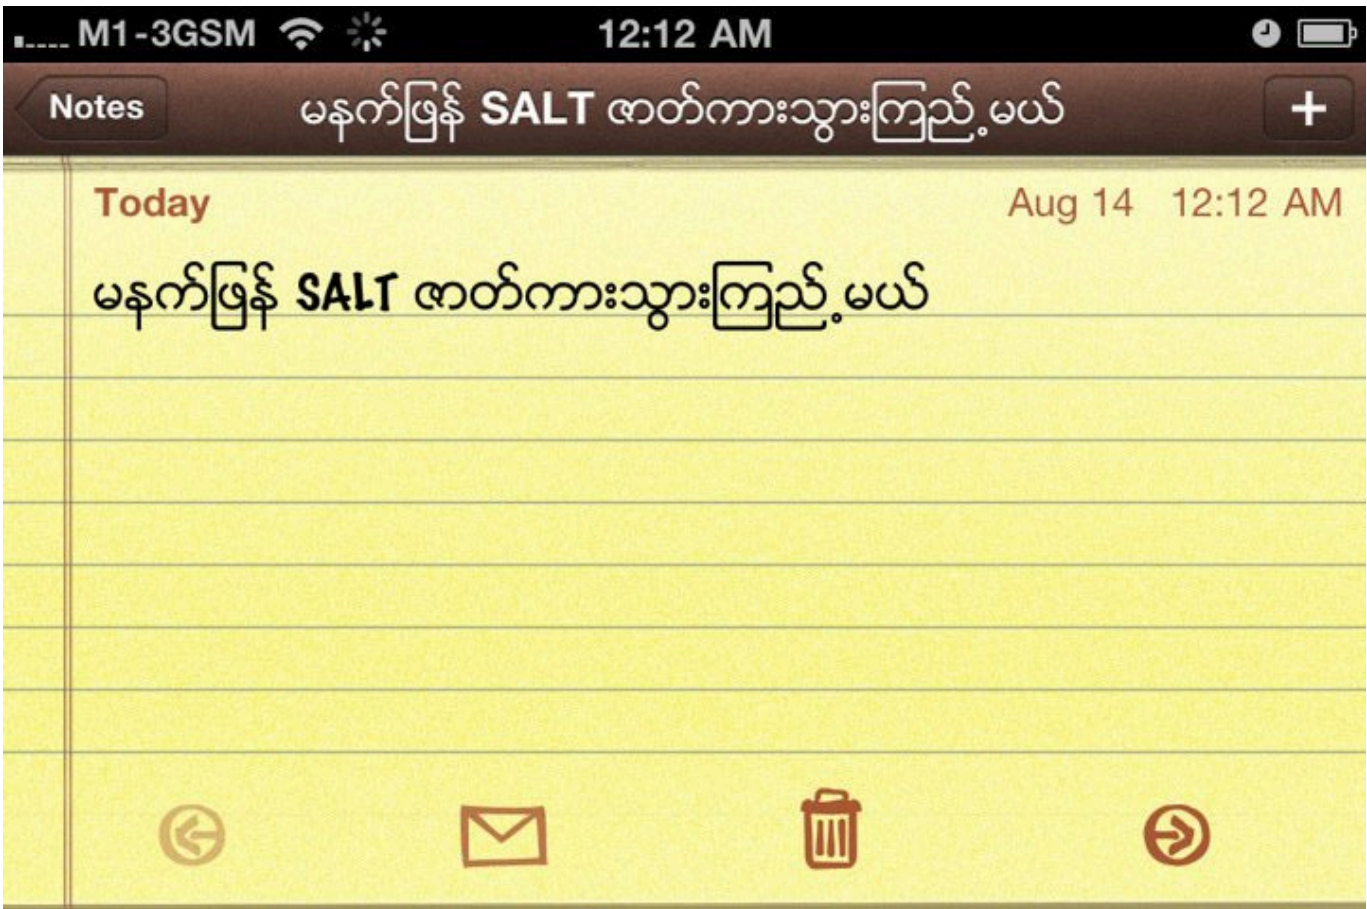 M1-3GSM 12:12 AM
Notes မနက်ဖြန် SALT ဇာတ်ကားသွားကြည့်မယ် +
Today Aug 14 12:12 AM
မနက်ဖြန် SALT ဇာတ်ကားသွားကြည့်မယ်